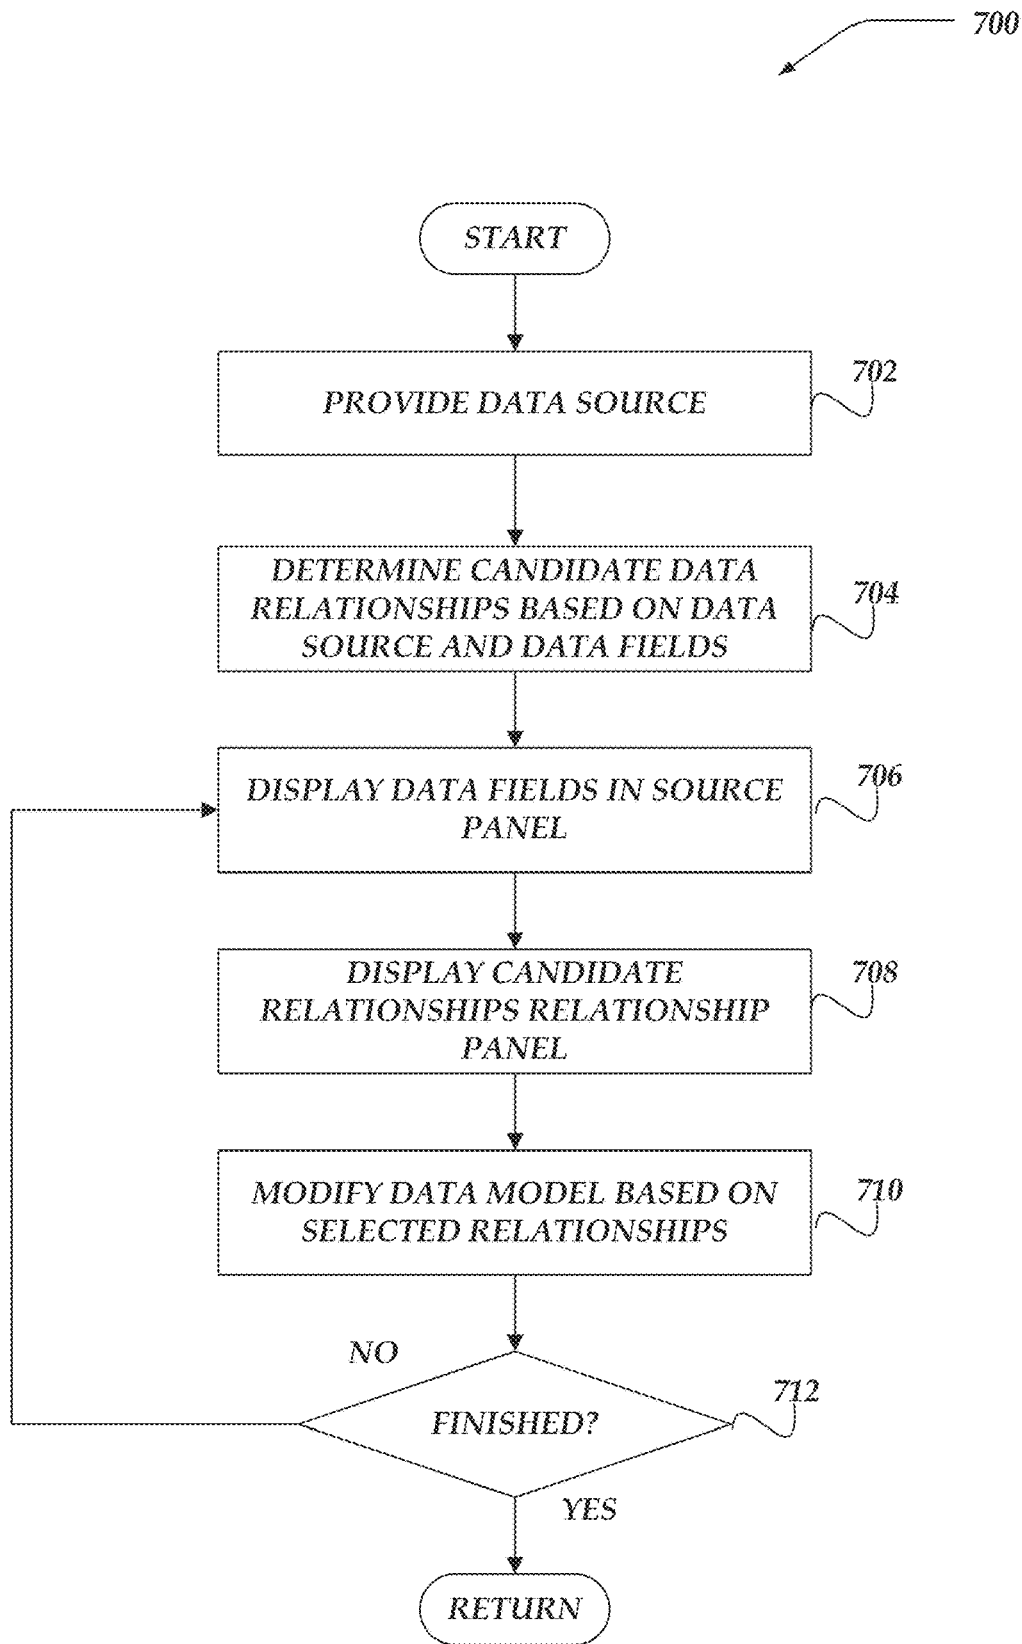 700
START
PROVIDE DATA SOURCE
702
DETERMINE CANDIDATE DATA
RELATIONSHIPS BASED ON DATA
SOURCE AND DATA FIELDS
704
DISPLAY DATA FIELDS IN SOURCE
PANEL
706
DISPLAY CANDIDATE
RELATIONSHIPS RELATIONSHIP
PANEL
708
MODIFY DATA MODEL BASED ON
SELECTED RELATIONSHIPS
710
NO
FINISHED?
712
YES
RETURN